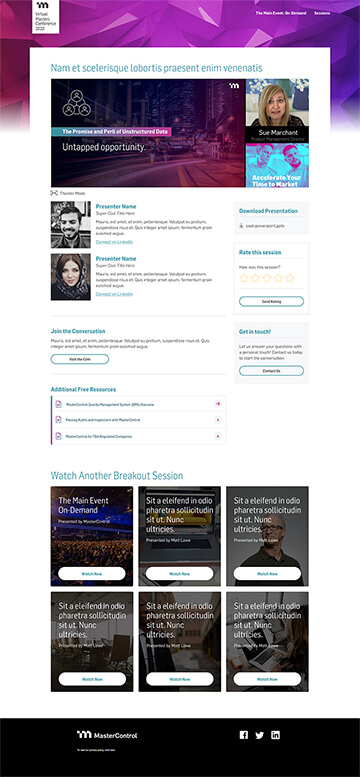 Virtual
Masters
Conference
2020
The Main Event: On-Demand
Sessions
Nam et scelerisque lobortis praesent enim venenatis
The Promise and Peril of Unstructured Data
Untapped opportunity.
Sue Marchant
Product Management Director
Accelerate Your
Time to Market
Theater Mode
Presenter Name
Super Cool Title Here
Mauris, est amet, et enim, pellentesque. Volutpat eu pretium,
suspendisse risus at. Quis integer amet ipsum, fermentum proin
euismod augue.
Connect on LinkedIn
Presenter Name
Super Cool Title Here
Mauris, est amet, et enim, pellentesque. Volutpat eu pretium,
suspendisse risus at. Quis integer amet ipsum, fermentum proin
euismod augue.
Connect on LinkedIn
Download Presentation
cool-powerpoint.pptx
Rate this session
How was this session?
Send Rating
Get in touch!
Let us answer your questions with
a personal touch! Contact us today
to start the conversation.
Contact Us
Join the Conversation
Mauris, est amet, et enim, pellentesque. Volutpat eu pretium, suspendisse risus at. Quis
integer amet ipsum, fermentum proin euismod augue.
Visit the Café
Additional Free Resources
MasterControl Quality Management System (QMS) Overview
Passing Audits and Inspections with MasterControl
MasterControl for FDA-Regulated Companies
Watch Another Breakout Session
The Main Event
On-Demand
Presented by MasterControl
Watch Now
Sit a eleifend in odio
pharetra sollicitudin
sit ut. Nunc
ultricies.
Presented by Matt Lowe
Watch Now
Sit a eleifend in odio
pharetra sollicitudin
sit ut. Nunc
ultricies.
Presented by Matt Lowe
Watch Now
Sit a eleifend in odio
pharetra sollicitudin
sit ut. Nunc
ultricies.
Presented by Matt Lowe
Watch Now
Sit a eleifend in odio
pharetra sollicitudin
sit ut. Nunc
ultricies.
Presented by Matt Lowe
Watch Now
Sit a eleifend in odio
pharetra sollicitudin
sit ut. Nunc
ultricies.
Presented by Matt Lowe
Watch Now
MasterControl
To read our privacy policy, click here